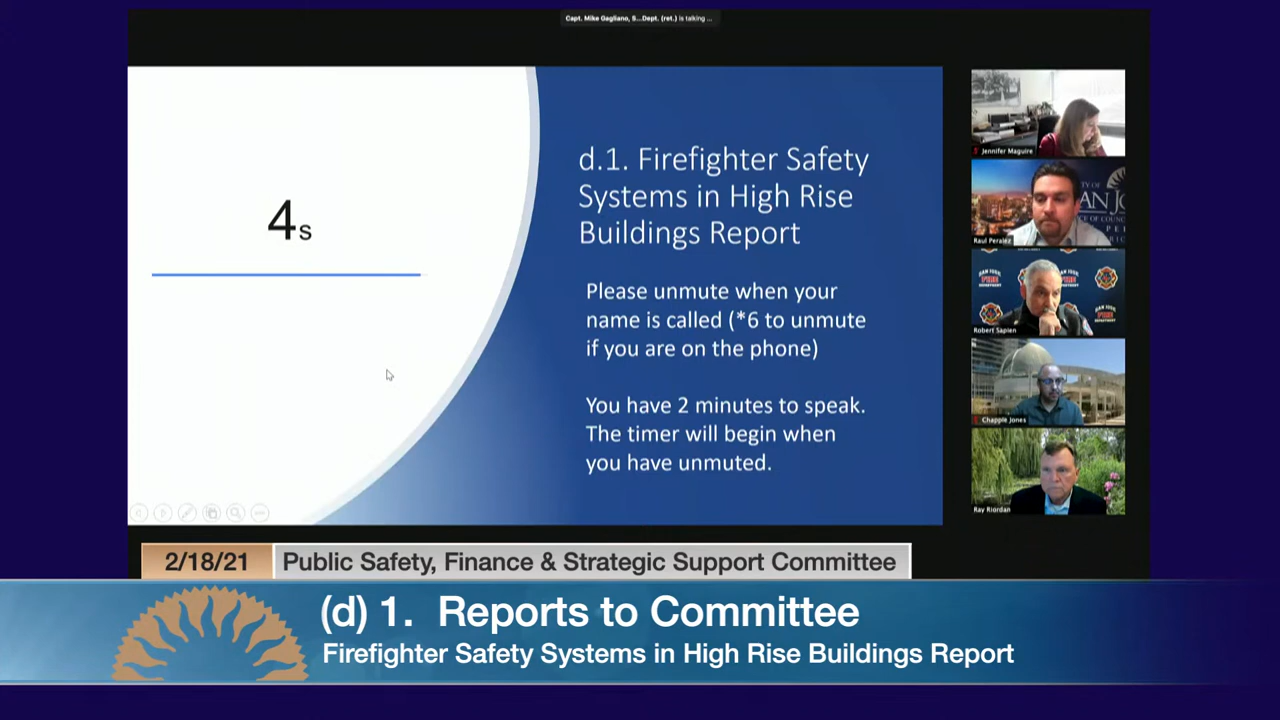 Capt. Mike Gagliano, S...Dept. (ret.) is talking ...
4s
d.1. Firefighter Safety
Systems in High Rise
Buildings Report
Please unmute when your
name is called (*6 to unmute
if you are on the phone)
You have 2 minutes to speak.
The timer will begin when
you have unmuted.
Jennifer Maguire
Raul Peralez
SAN JOSE
FIRE
DEPARTMENT
Robert Sapien
Chappie Jones
Ray Riordan
2/18/21
Public Safety, Finance & Strategic Support Committee
(d) 1. Reports to Committee
Firefighter Safety Systems in High Rise Buildings Report